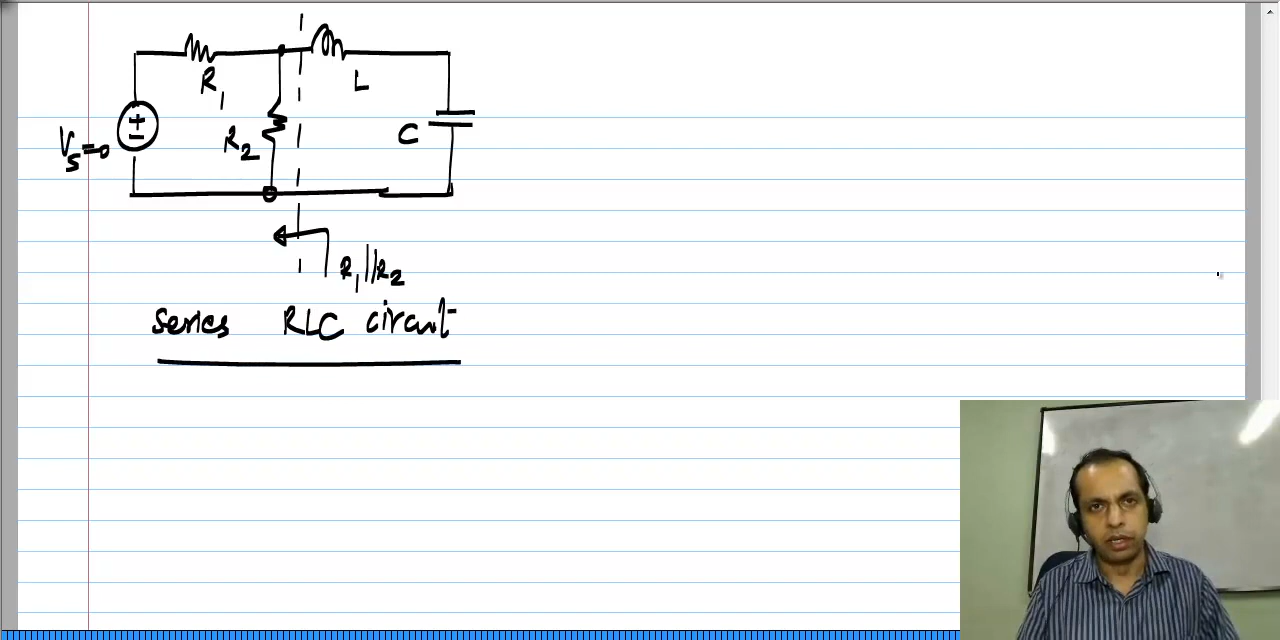 R1
L
+
-
Vs=0
R2
C
R1||R2
Series RLC circuit